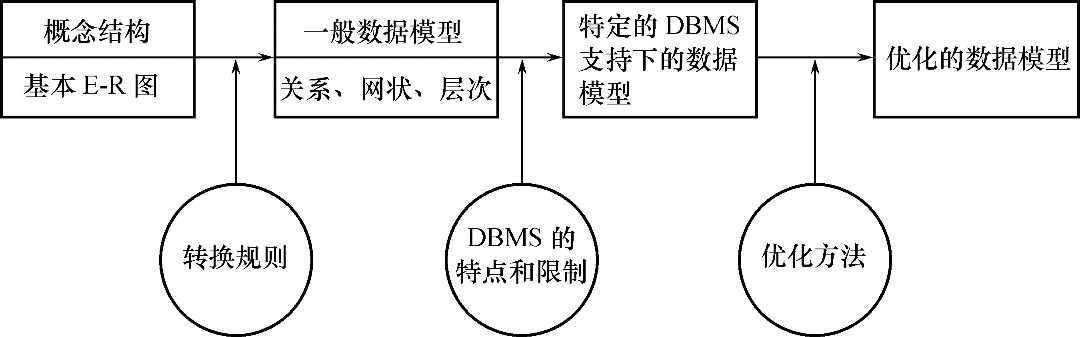 概念结构
基本 E-R 图
一般数据模型
关系、网状、层次
特定的 DBMS
支持下的数据
模型
优化的数据模型
转换规则
DBMS 的
特点和限制
优化方法